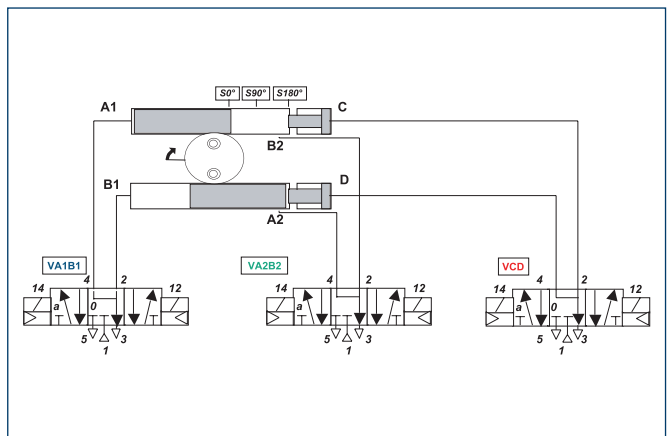 S0° S90° S180°
A1 C
B2
B1 D
A2
VA1B1 VA2B2 VCD
4 2 4 2 4 2
14 12 14 12 14 12
a 0 a a 0
5 3 5 3 5 3
1 1 1